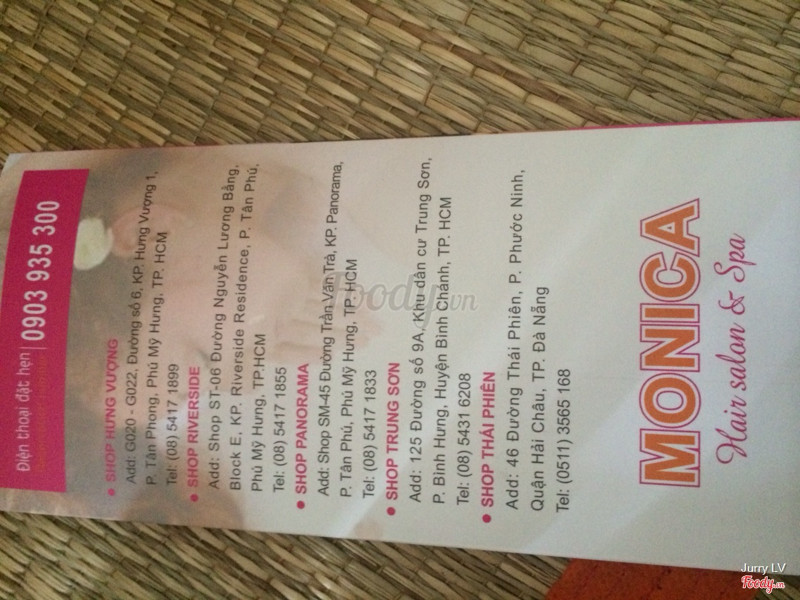 Điện thoại đặt hẹn | 0903 935 300
• SHOP HƯNG VƯỢNG
Add: G020 - G022, Đường số 6, KP. Hưng Vượng 1,
P. Tân Phong, Phú Mỹ Hưng, TP. HCM
Tel: (08) 5417 1899
• SHOP RIVERSIDE
Add: Shop ST-06 Đường Nguyễn Lương Bằng,
Block E, KP. Riverside Residence, P. Tân Phú,
Phú Mỹ Hưng, TP.HCM
Tel: (08) 5417 1855
• SHOP PANORAMA
Add: Shop SM-45 Đường Trần Văn Trà, KP. Panorama,
P. Tân Phú, Phú Mỹ Hưng, TP. HCM
Tel: (08) 5417 1833
• SHOP TRUNG SƠN
Add: 125 Đường số 9A, Khu dân cư Trung Sơn,
P. Bình Hưng, Huyện Bình Chánh, TP. HCM
Tel: (08) 5431 6208
• SHOP THÁI PHIÊN
Add: 46 Đường Thái Phiên, P. Phước Ninh,
Quận Hải Châu, TP. Đà Nẵng
Tel: (0511) 3565 168
MONICA
Hair salon & Spa
Foody.vn
Jurry LV
Foody.vn